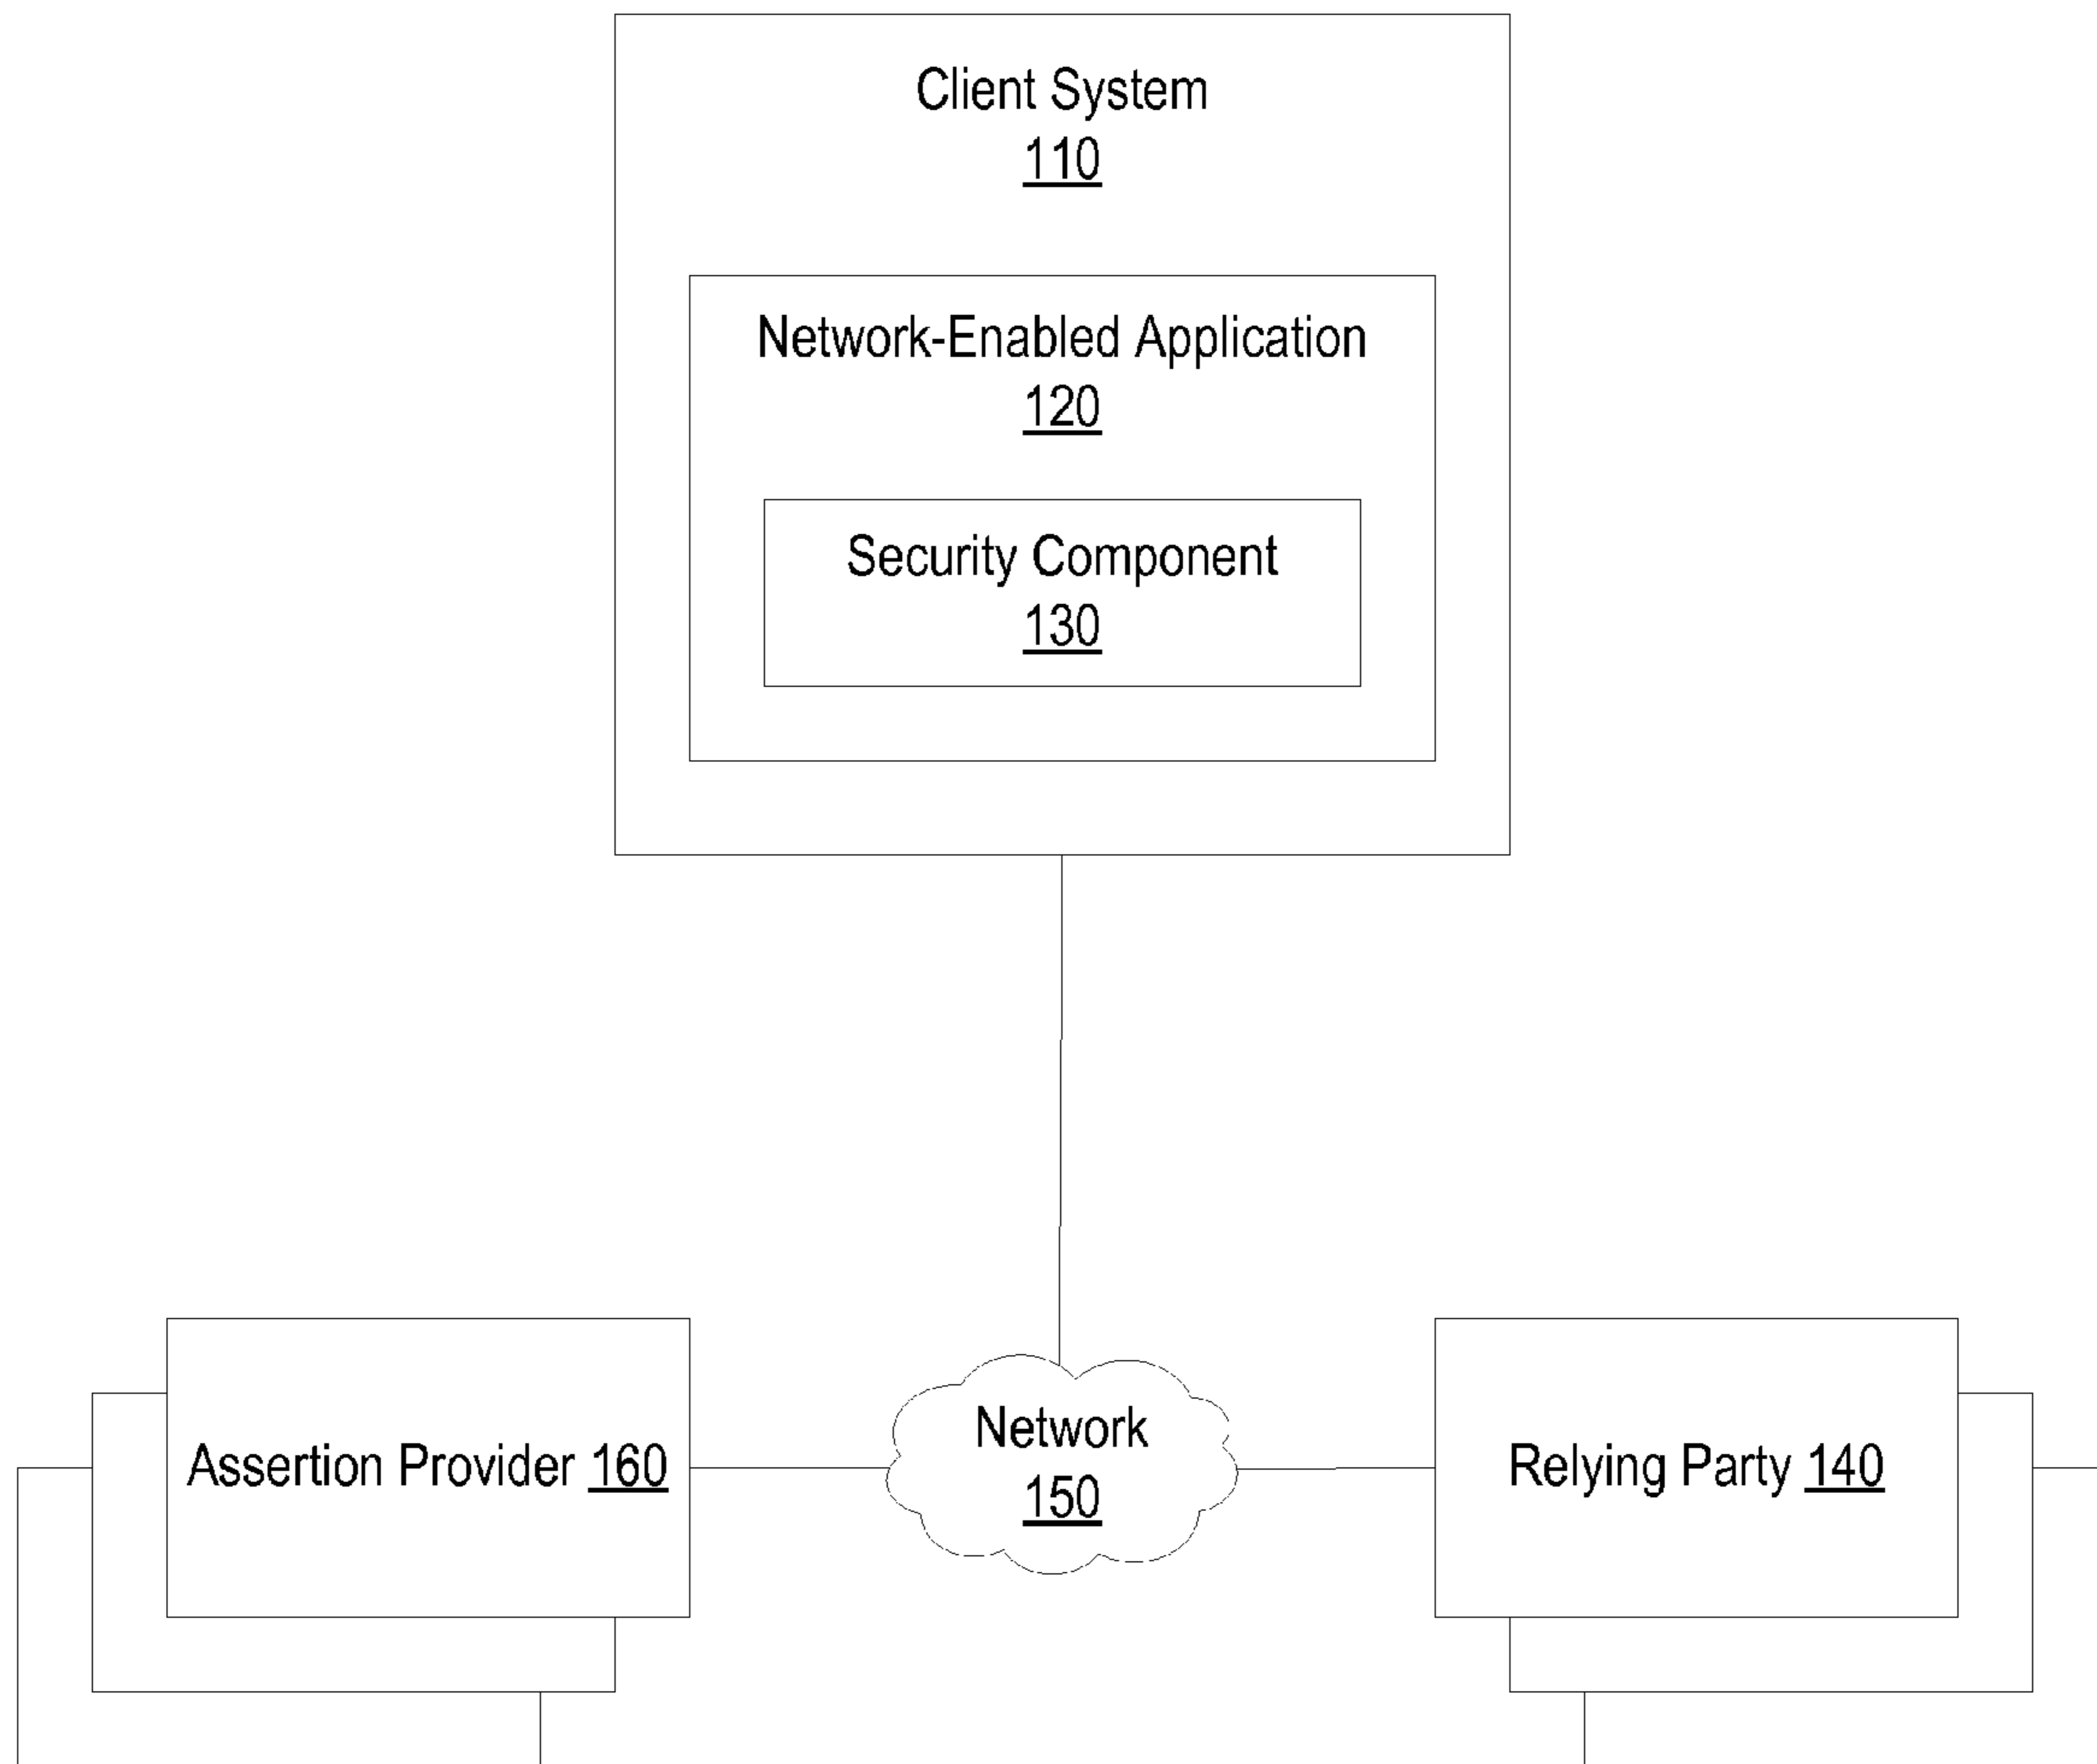 Client System
110
Network-Enabled Application
120
Security Component
130
Assertion Provider 160
Network
150
Relying Party 140